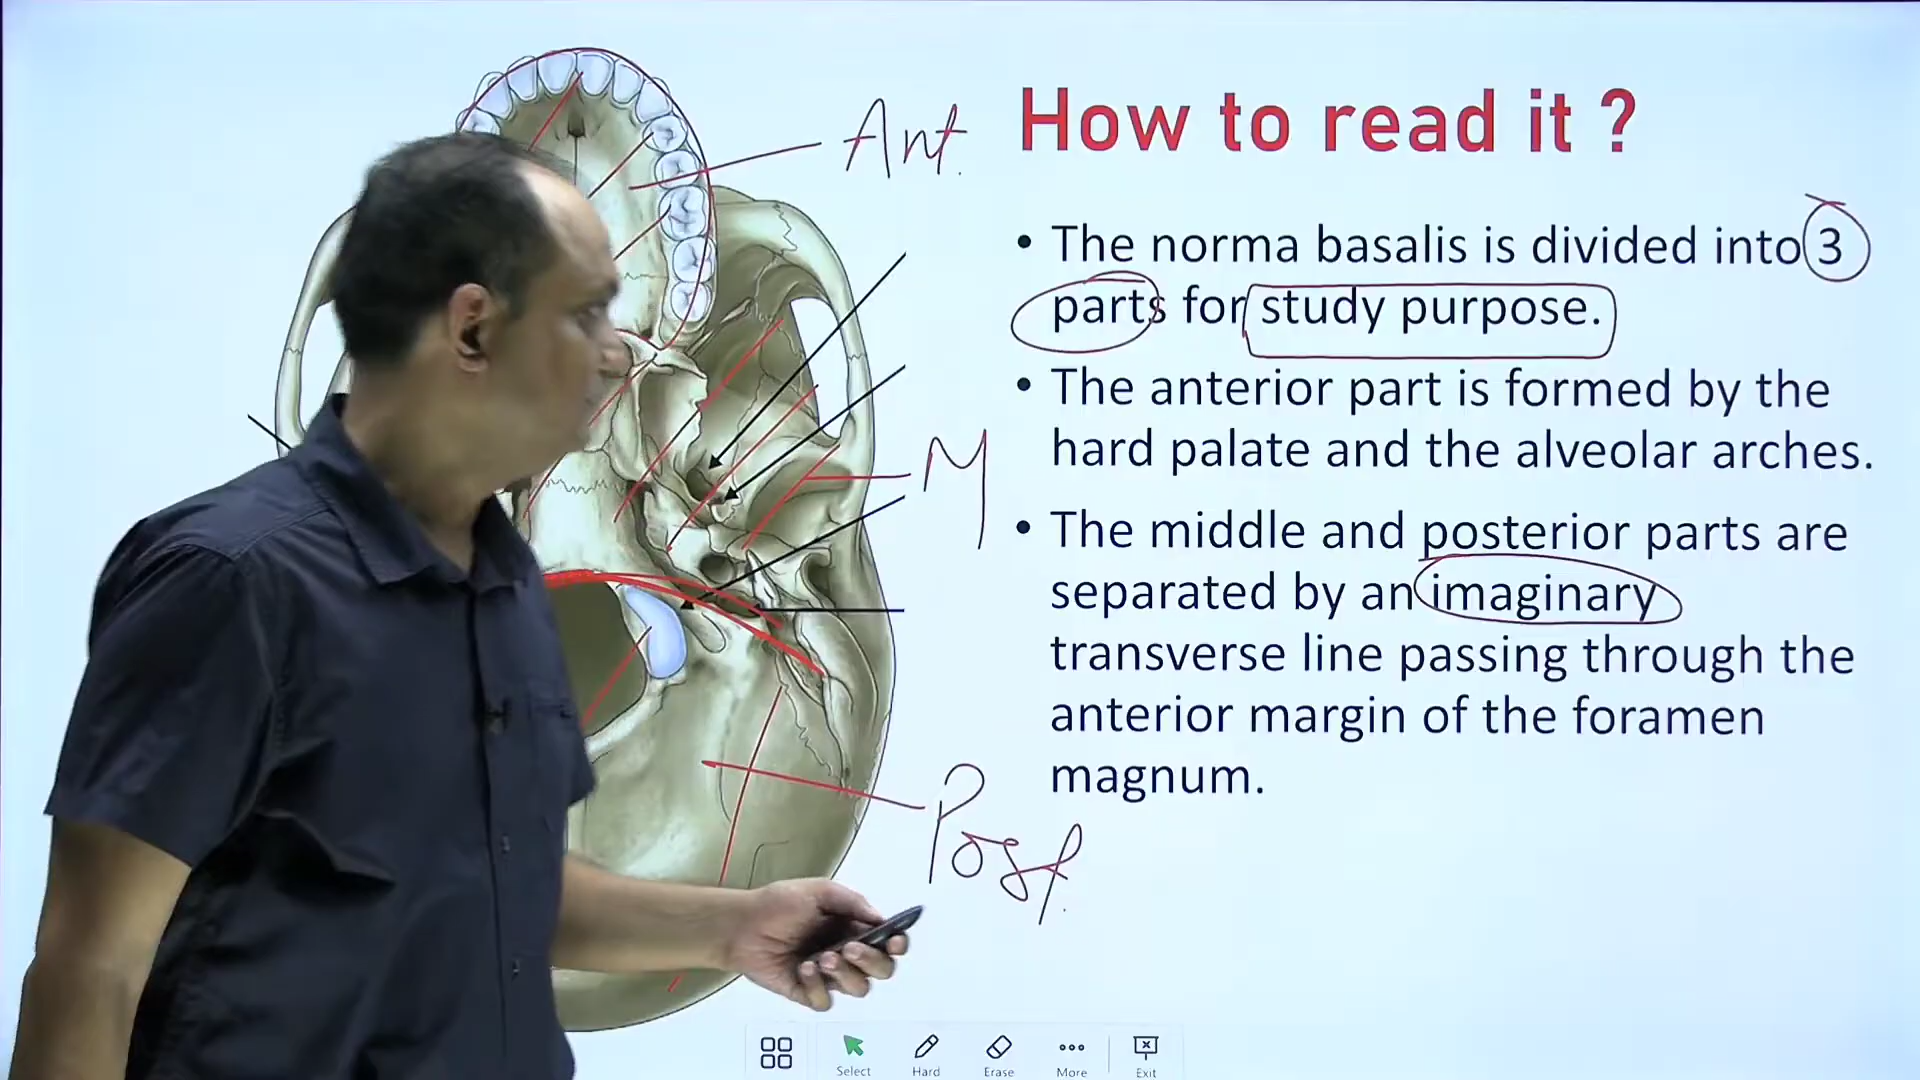 How to read it ?
Ant.
• The norma basalis is divided into 3
parts for study purpose.
• The anterior part is formed by the
hard palate and the alveolar arches.
M
• The middle and posterior parts are
separated by an imaginary
transverse line passing through the
anterior margin of the foramen
magnum.
Post.
Select Hard Erase More Exit